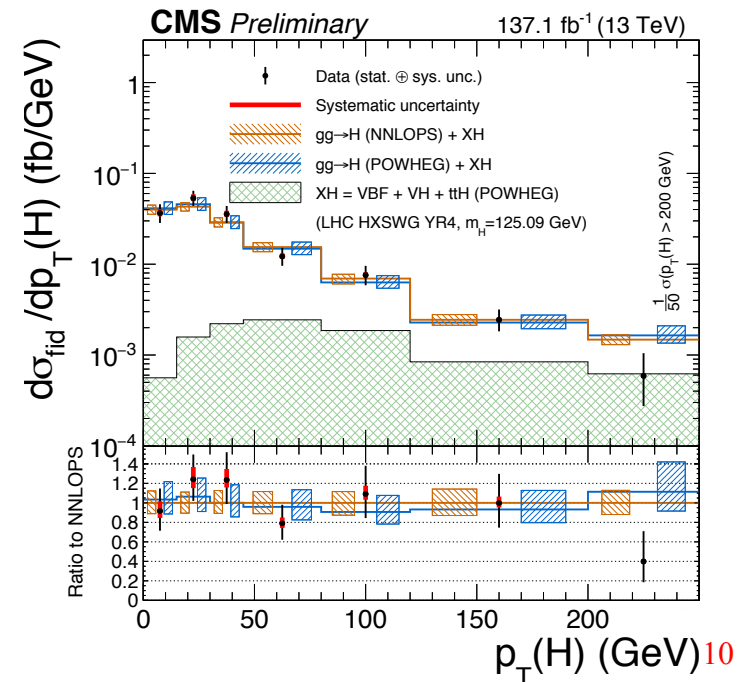 CMS Preliminary 137.1 fb⁻¹ (13 TeV)
dσ_fid /dp_T(H) (fb/GeV)
1
10⁻¹
10⁻²
10⁻³
10⁻⁴
Data (stat. ⊕ sys. unc.)
Systematic uncertainty
gg→H (NNLOPS) + XH
gg→H (POWHEG) + XH
XH = VBF + VH + ttH (POWHEG)
(LHC HXSWG YR4, m_H=125.09 GeV)
1/50 σ(p_T(H) > 200 GeV)
Ratio to NNLOPS
1.4
1.2
1
0.8
0.6
0.4
0.2
0
0 50 100 150 200
p_T(H) (GeV) 10